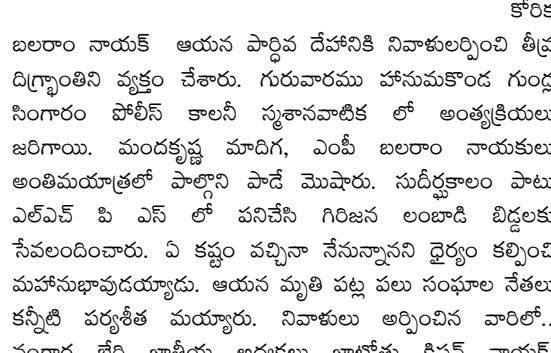 కోరిక
బలరాం నాయక్ ఆయన పార్థివ దేహానికి నివాళులర్పించి తీవ్ర
దిగ్భ్రాంతిని వ్యక్తం చేశారు. గురువారము హానుమకొండ గుండ్ల
సింగారం పోలీస్ కాలనీ స్మశానవాటిక లో అంత్యక్రియలు
జరిగాయి. మందకృష్ణ మాదిగ, ఎంపీ బలరాం నాయకులు
అంతిమయాత్రలో పాల్గొని పాడే మొషారు. సుదీర్ఘకాలం పాటు
ఎల్ఎచ్ పి ఎస్ లో పనిచేసి గిరిజన లంబాడి బిడ్డలకు
సేవలందించారు. ఏ కష్టం వచ్చినా నేనున్నానని ధైర్యం కల్పించి
మహానుభావుడయ్యాడు. ఆయన మృతి పట్ల పలు సంఘాల నేతలు
కన్నీటి పర్యశీత మయ్యారు. నివాళులు అర్పించిన వారిలో..